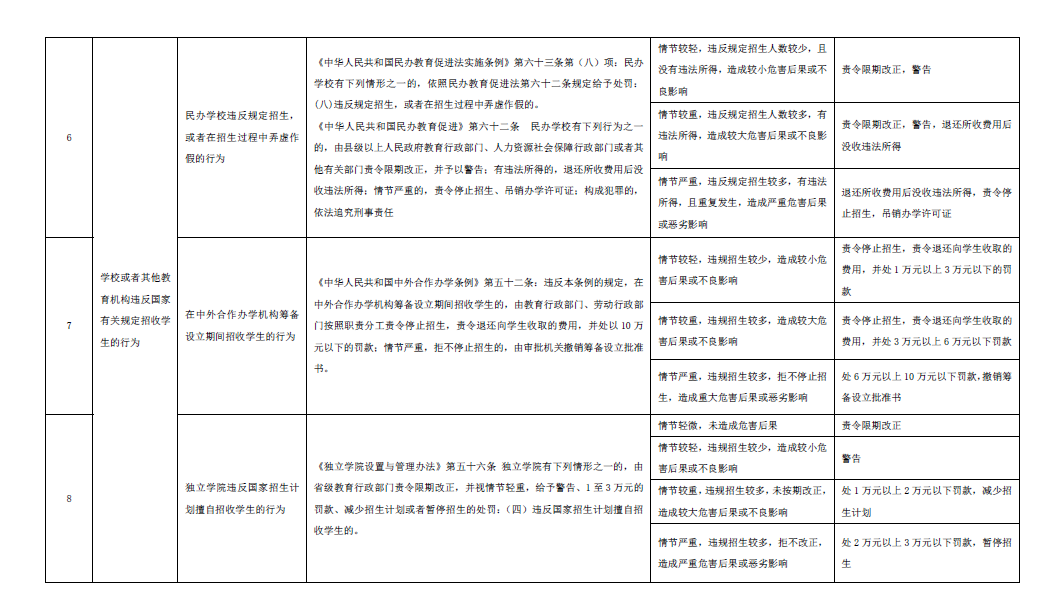 6
学校或者其他教
育机构违反国家
有关规定招收学
生的行为
民办学校违反规定招生，
或者在招生过程中弄虚作
假的行为
《中华人民共和国民办教育促进法实施条例》第六十三条第（八）项：民办
学校有下列情形之一的，依照民办教育促进法第六十二条规定给予处罚：
(八)违反规定招生，或者在招生过程中弄虚作假的。
《中华人民共和国民办教育促进》第六十二条　民办学校有下列行为之一
的，由县级以上人民政府教育行政部门、人力资源社会保障行政部门或者其
他有关部门责令限期改正，并予以警告；有违法所得的，退还所收费用后没
收违法所得；情节严重的，责令停止招生、吊销办学许可证；构成犯罪的，
依法追究刑事责任
情节较轻，违反规定招生人数较少，且
没有违法所得，造成较小危害后果或不
良影响
责令限期改正，警告
情节较重，违反规定招生人数较多，有
违法所得，造成较大危害后果或不良影
响
责令限期改正，警告，退还所收费用后
没收违法所得
情节严重，违反规定招生较多，有违法
所得，且重复发生，造成严重危害后果
或恶劣影响
退还所收费用后没收违法所得，责令停
止招生，吊销办学许可证
7
在中外合作办学机构筹备
设立期间招收学生的行为
《中华人民共和国中外合作办学条例》第五十二条：违反本条例的规定，在
中外合作办学机构筹备设立期间招收学生的，由教育行政部门、劳动行政部
门按照职责分工责令停止招生，责令退还向学生收取的费用，并处以 10 万
元以下的罚款；情节严重，拒不停止招生的，由审批机关撤销筹备设立批准
书。
情节较轻，违规招生较少，造成较小危
害后果或不良影响
责令停止招生，责令退还向学生收取的
费用，并处 1 万元以上 3 万元以下的罚
款
情节较重，违规招生较多，造成较大危
害后果或不良影响
责令停止招生，责令退还向学生收取的
费用，并处 3 万元以上 6 万元以下罚款
情节严重，违规招生较多，拒不停止招
生，造成重大危害后果或恶劣影响
处 6 万元以上 10 万元以下罚款，撤销筹
备设立批准书
8
独立学院违反国家招生计
划擅自招收学生的行为
《独立学院设置与管理办法》第五十六条 独立学院有下列情形之一的，由
省级教育行政部门责令限期改正，并视情节轻重，给予警告、1 至 3 万元的
罚款、减少招生计划或者暂停招生的处罚：（四）违反国家招生计划擅自招
收学生的。
情节轻微，未造成危害后果
责令限期改正
情节较轻，违规招生较少，造成较小危
害后果或不良影响
警告
情节较重，违规招生较多，未按期改正，
造成较大危害后果或不良影响
处 1 万元以上 2 万元以下罚款，减少招
生计划
情节严重，违规招生较多，拒不改正，
造成严重危害后果或恶劣影响
处 2 万元以上 3 万元以下罚款，暂停招
生